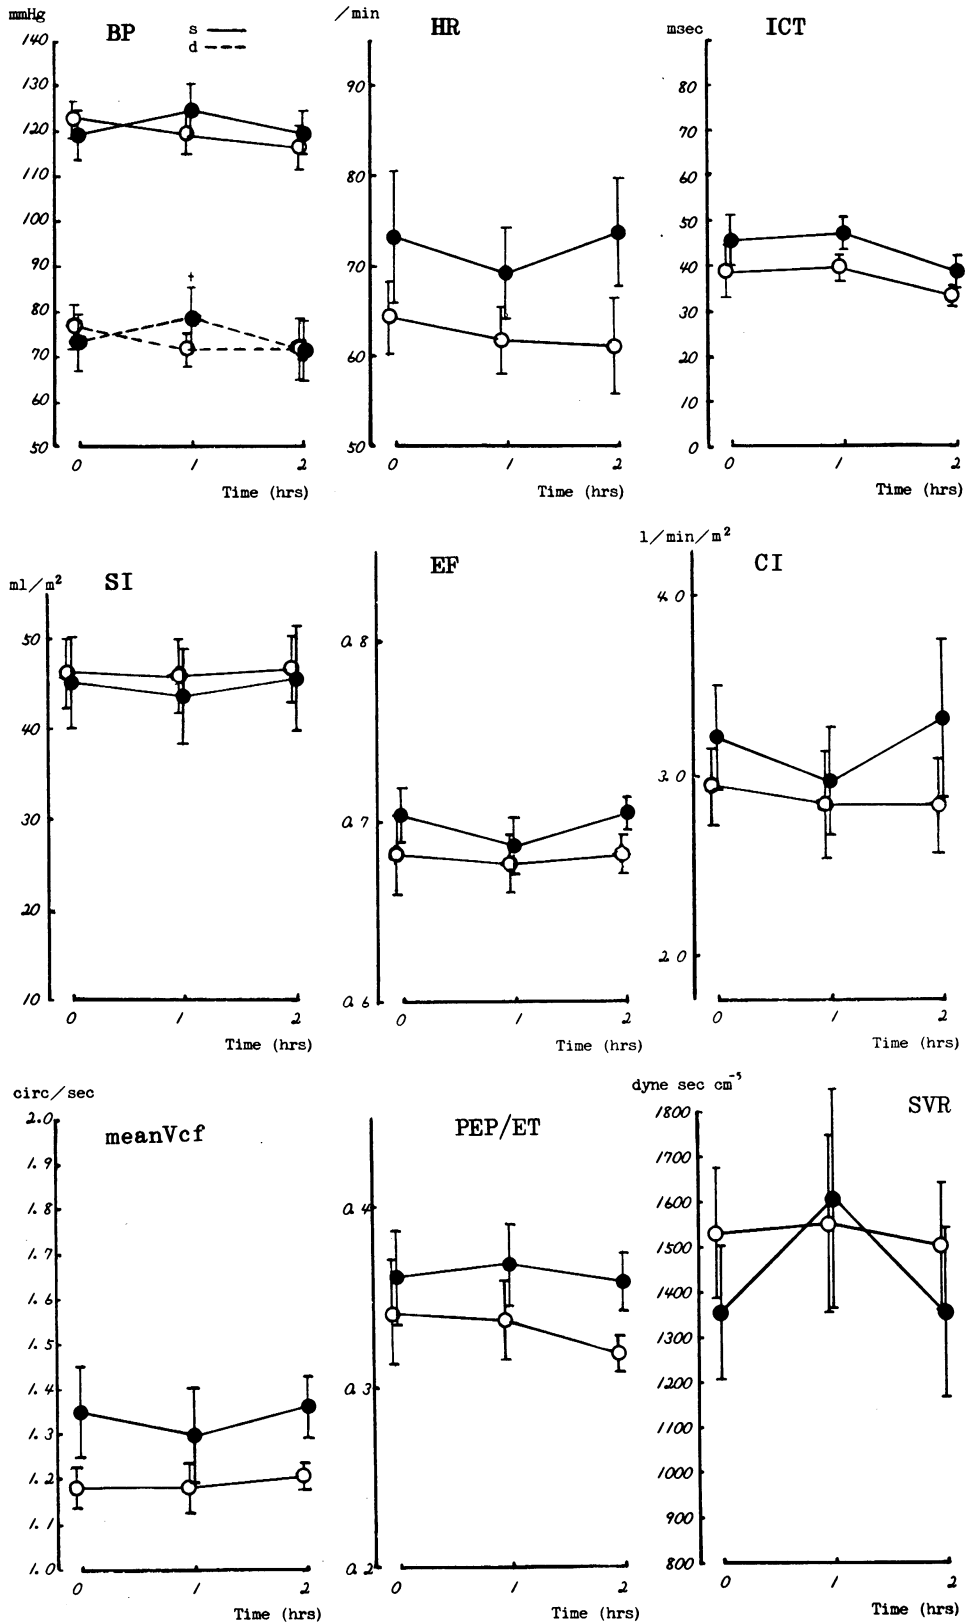 mmHg
BP
s
d
140
130
120
110
100
90
80
70
60
50
†
0 1 2
Time (hrs)
/min
HR
90
80
70
60
50
0 1 2
Time (hrs)
msec
ICT
80
70
60
50
40
30
20
10
0
0 1 2
Time (hrs)
ml/m²
SI
50
40
30
20
10
0 1 2
Time (hrs)
EF
0.8
0.7
0.6
0 1 2
Time (hrs)
l/min/m²
CI
4.0
3.0
2.0
0 1 2
Time (hrs)
circ/sec
meanVcf
2.0
1.9
1.8
1.7
1.6
1.5
1.4
1.3
1.2
1.1
1.0
0 1 2
Time (hrs)
PEP/ET
0.4
0.3
0.2
0 1 2
Time (hrs)
dyne sec cm⁻⁵
SVR
1800
1700
1600
1500
1400
1300
1200
1100
1000
900
800
0 1 2
Time (hrs)